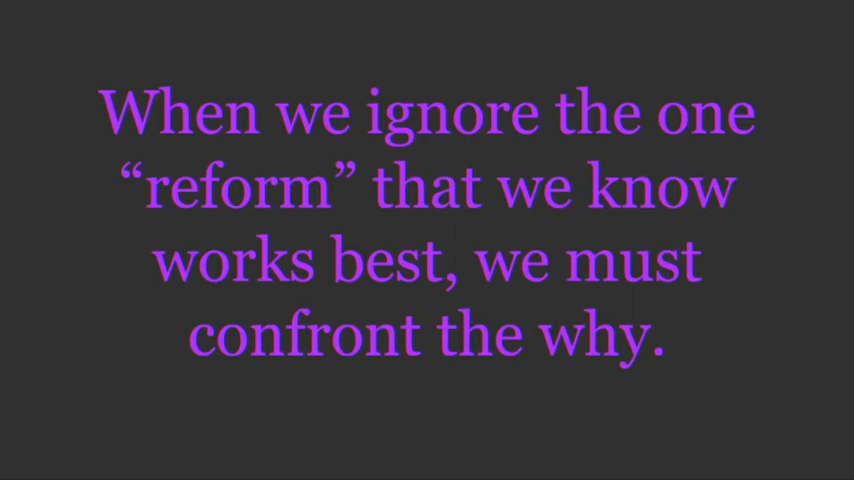 When we ignore the one
“reform” that we know
works best, we must
confront the why.